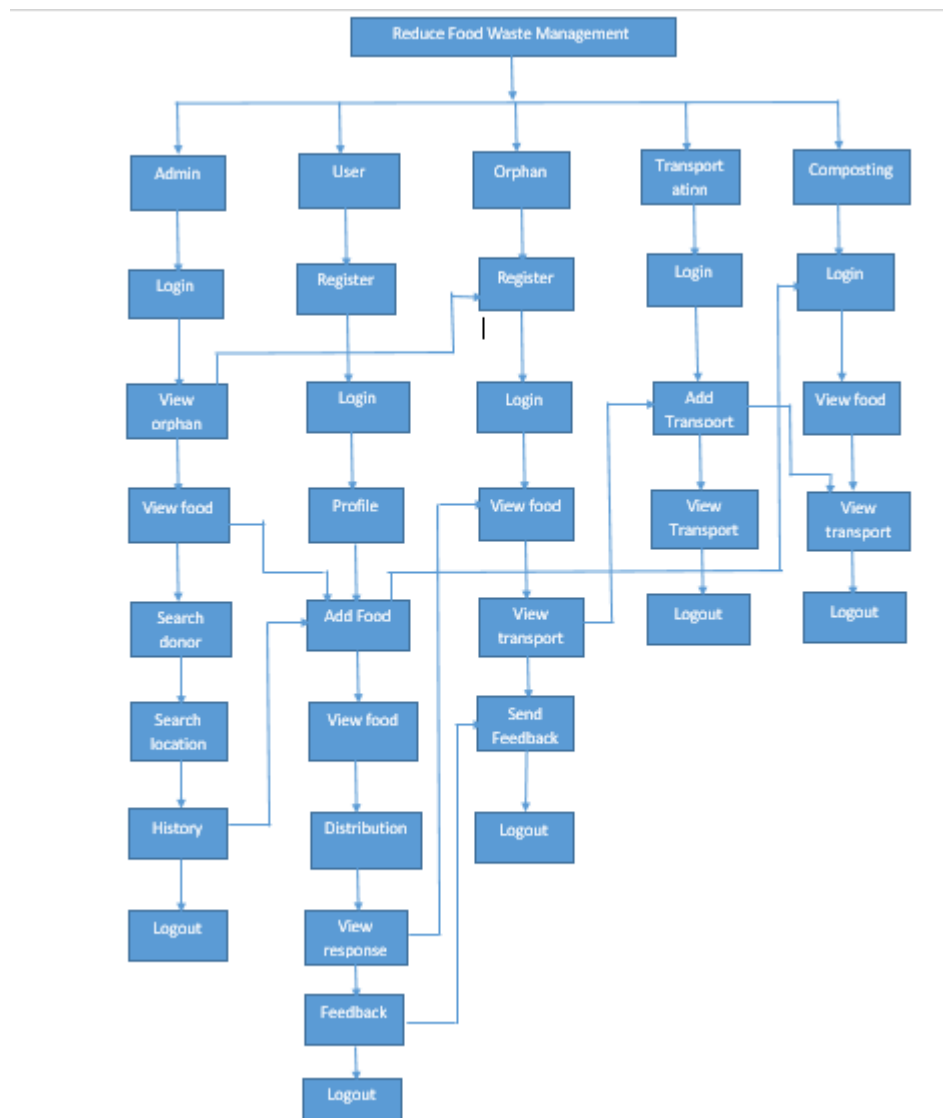 Reduce Food Waste Management
Admin
User
Orphan
Transport
ation
Composting
Login
Register
Register
Login
Login
View
orphan
Login
Login
Add
Transport
View food
View food
Profile
View food
View
Transport
View
transport
Search
donor
Add Food
View
transport
Logout
Logout
Search
location
View food
Send
Feedback
History
Distribution
Logout
Logout
View
response
Feedback
Logout